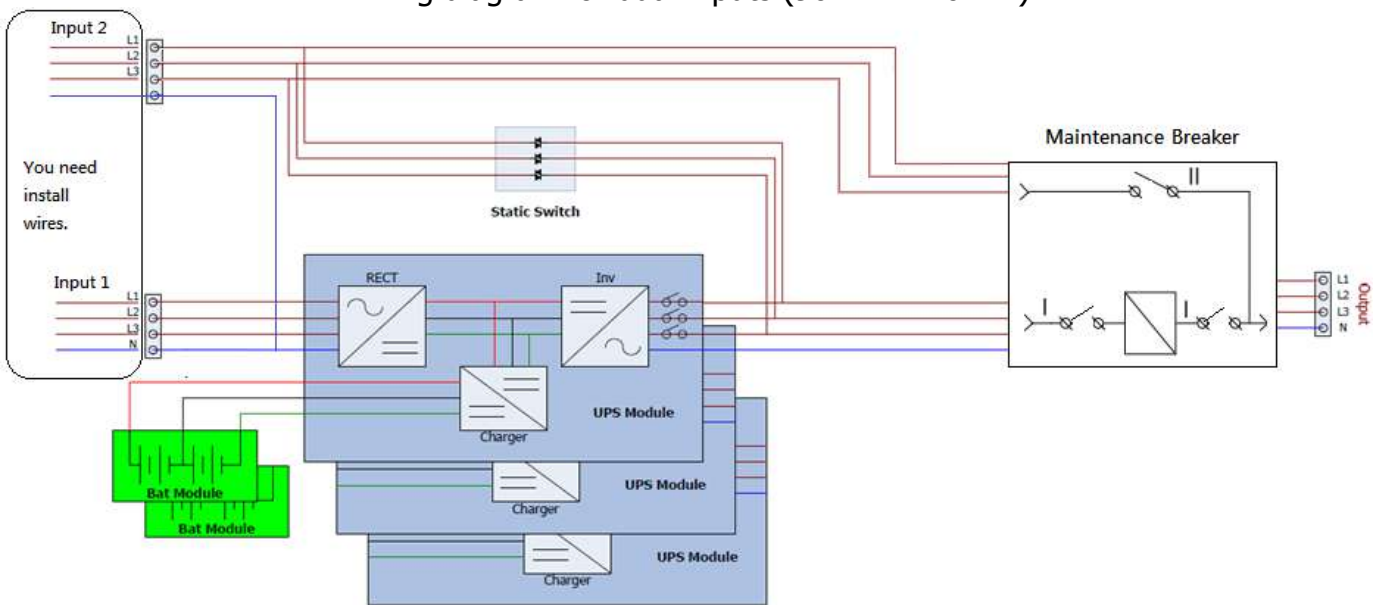 Input 2
L1
L2
L3
You need
install
wires.
Static Switch
Maintenance Breaker
II
I
I
Input 1
L1
L2
L3
N
RECT
Inv
L1
L2
L3
N
Output
UPS Module
Charger
UPS Module
Charger
UPS Module
Charger
Bat Module
Bat Module